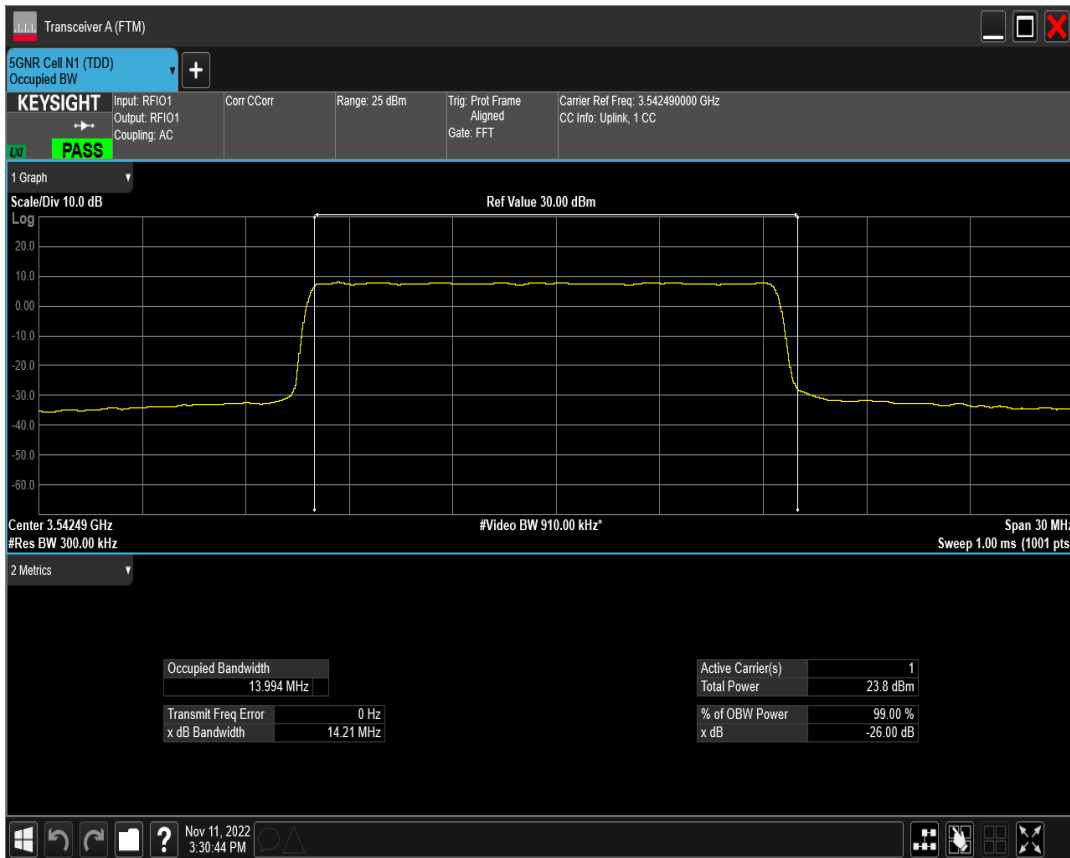 Transceiver A (FTM)
5GNR Cell N1 (TDD)
Occupied BW
+
KEYSIGHT
Input: RFIO1
Output: RFIO1
Coupling: AC
Corr CCorr
Range: 25 dBm
Trig: Prot Frame
Aligned
Gate: FFT
Carrier Ref Freq: 3.542490000 GHz
CC Info: Uplink, 1 CC
LXI
PASS
1 Graph
Scale/Div 10.0 dB
Ref Value 30.00 dBm
Log
20.0
10.0
0.00
-10.0
-20.0
-30.0
-40.0
-50.0
-60.0
Center 3.54249 GHz
#Video BW 910.00 kHz*
Span 30 MHz
#Res BW 300.00 kHz
Sweep 1.00 ms (1001 pts
2 Metrics
Occupied Bandwidth
13.994 MHz
Transmit Freq Error 0 Hz
x dB Bandwidth 14.21 MHz
Active Carrier(s) 1
Total Power 23.8 dBm
% of OBW Power 99.00 %
x dB -26.00 dB
?
Nov 11, 2022
3:30:44 PM